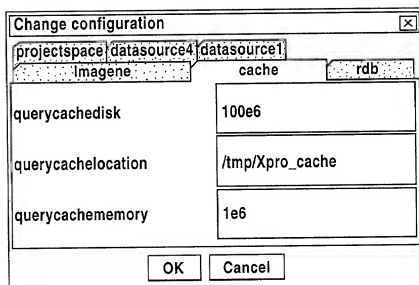 Change configuration
projectspace datasource4 datasource1
Imagene cache rdb
querycachedisk 100e6
querycachelocation /tmp/Xpro_cache
querycachememory 1e6
OK Cancel